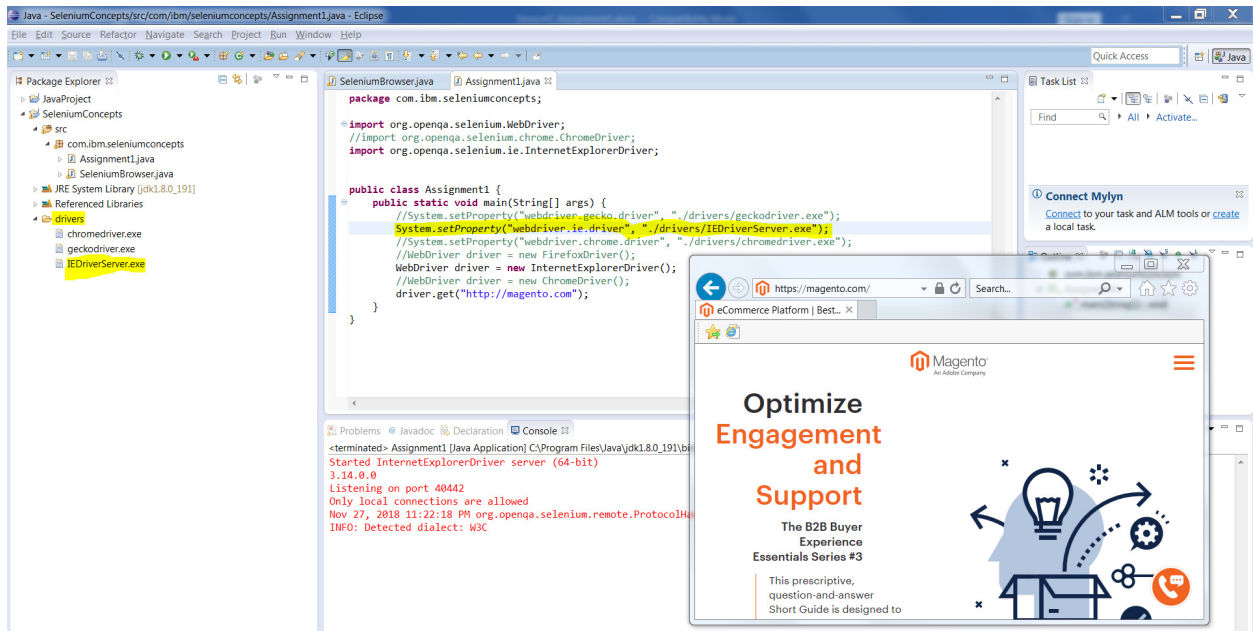 Java - SeleniumConcepts/src/com/ibm/seleniumconcepts/Assignment1.java - Eclipse
File Edit Source Refactor Navigate Search Project Run Window Help
Quick Access
Java
Package Explorer
JavaProject
SeleniumConcepts
src
com.ibm.seleniumconcepts
Assignment1.java
SeleniumBrowser.java
JRE System Library [jdk1.8.0_191]
Referenced Libraries
drivers
chromedriver.exe
geckodriver.exe
IEDriverServer.exe
SeleniumBrowser.java
Assignment1.java
package com.ibm.seleniumconcepts;
import org.openqa.selenium.WebDriver;
//import org.openqa.selenium.chrome.ChromeDriver;
import org.openqa.selenium.ie.InternetExplorerDriver;
public class Assignment1 {
public static void main(String[] args) {
//System.setProperty("webdriver.gecko.driver", "./drivers/geckodriver.exe");
System.setProperty("webdriver.ie.driver", "./drivers/IEDriverServer.exe");
//System.setProperty("webdriver.chrome.driver", "./drivers/chromedriver.exe");
//WebDriver driver = new FirefoxDriver();
WebDriver driver = new InternetExplorerDriver();
//WebDriver driver = new ChromeDriver();
driver.get("http://magento.com");
}
}
Task List
Find
All
Activate...
Connect Mylyn
Connect to your task and ALM tools or create
a local task.
Problems Javadoc Declaration Console
<terminated> Assignment1 [Java Application] C:\Program Files\Java\jdk1.8.0_191\bi
Started InternetExplorerDriver server (64-bit)
3.14.0.0
Listening on port 40442
Only local connections are allowed
Nov 27, 2018 11:22:18 PM org.openqa.selenium.remote.ProtocolHa
INFO: Detected dialect: W3C
https://magento.com/
Search...
eCommerce Platform | Best...
Magento
An Adobe Company
Optimize
Engagement
and
Support
The B2B Buyer
Experience
Essentials Series #3
This prescriptive,
question-and-answer
Short Guide is designed to